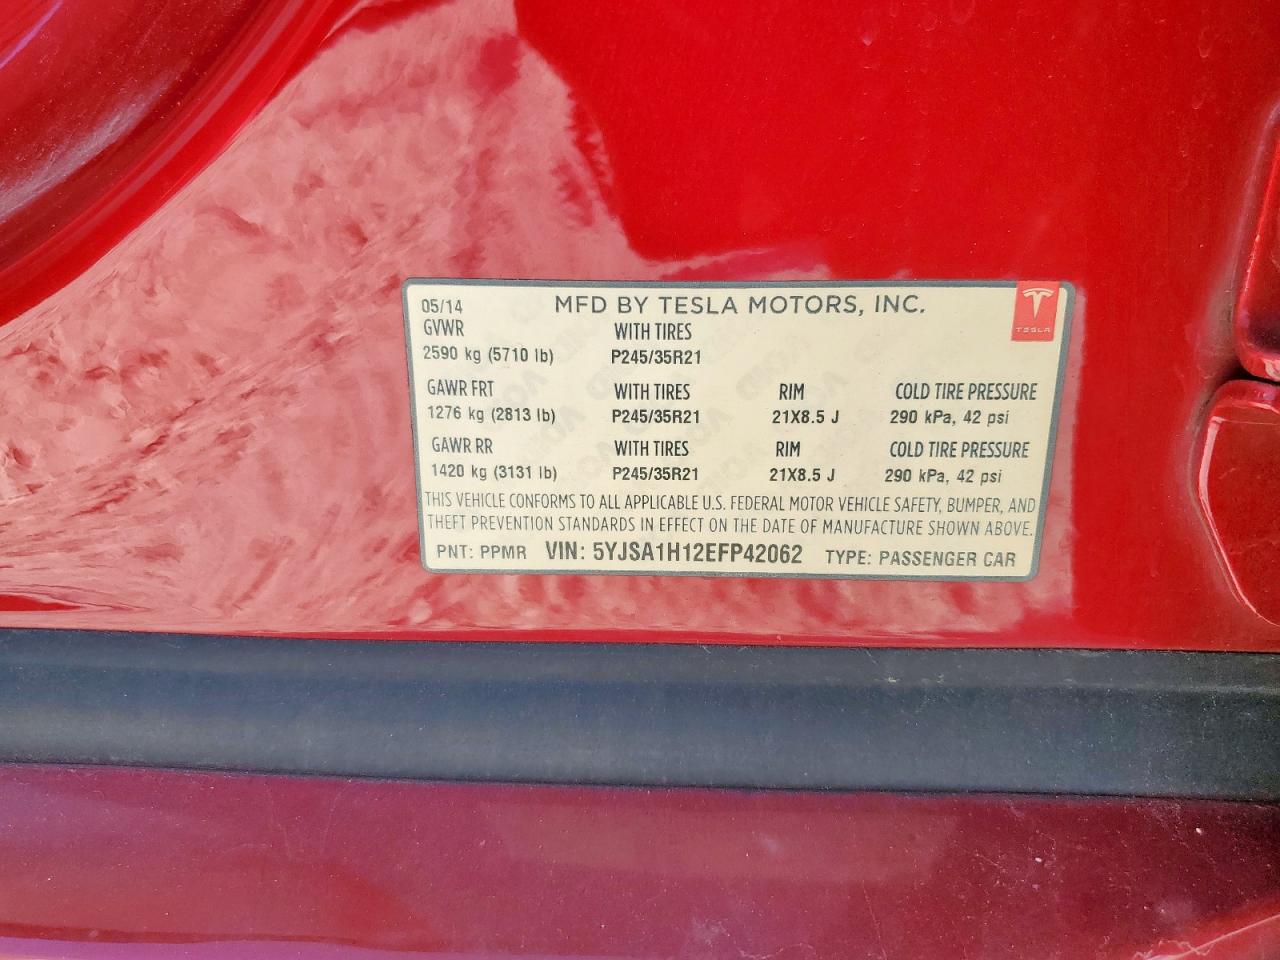 05/14 MFD BY TESLA MOTORS, INC.
TESLA
GVWR WITH TIRES
2590 kg (5710 lb) P245/35R21
GAWR FRT WITH TIRES RIM COLD TIRE PRESSURE
1276 kg (2813 lb) P245/35R21 21X8.5 J 290 kPa, 42 psi
GAWR RR WITH TIRES RIM COLD TIRE PRESSURE
1420 kg (3131 lb) P245/35R21 21X8.5 J 290 kPa, 42 psi
THIS VEHICLE CONFORMS TO ALL APPLICABLE U.S. FEDERAL MOTOR VEHICLE SAFETY, BUMPER, AND
THEFT PREVENTION STANDARDS IN EFFECT ON THE DATE OF MANUFACTURE SHOWN ABOVE.
PNT: PPMR VIN: 5YJSA1H12EFP42062 TYPE: PASSENGER CAR